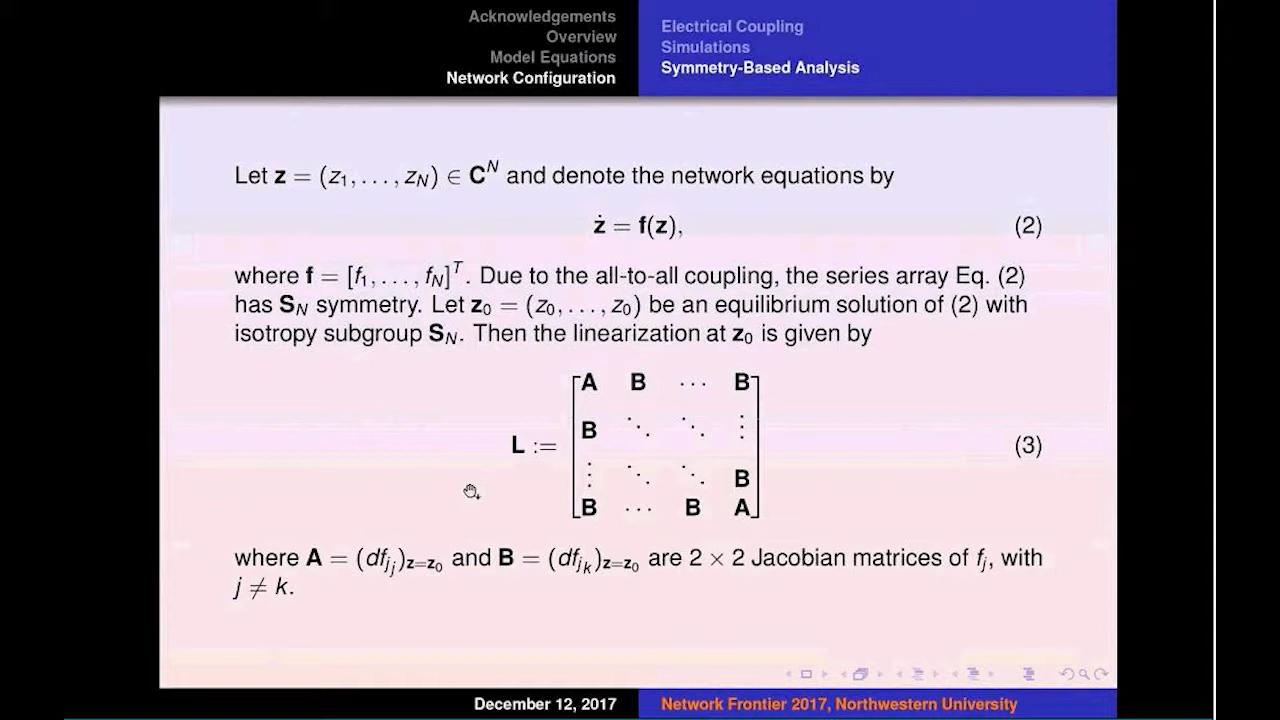 Acknowledgements
Overview
Model Equations
Network Configuration
Electrical Coupling
Simulations
Symmetry-Based Analysis
Let z = (z₁, . . . , z_N) ∈ C^N and denote the network equations by
ż = f(z), (2)
where f = [f₁, . . . , f_N]^T. Due to the all-to-all coupling, the series array Eq. (2)
has S_N symmetry. Let z₀ = (z₀, . . . , z₀) be an equilibrium solution of (2) with
isotropy subgroup S_N. Then the linearization at z₀ is given by
A B ⋯ B
B ⋱ ⋱ ⋮
L := (3)
⋮ ⋱ ⋱ B
B ⋯ B A
where A = (df_{j_j})_{z=z₀} and B = (df_{j_k})_{z=z₀} are 2 × 2 Jacobian matrices of f_j, with
j ≠ k.
December 12, 2017
Network Frontier 2017, Northwestern University